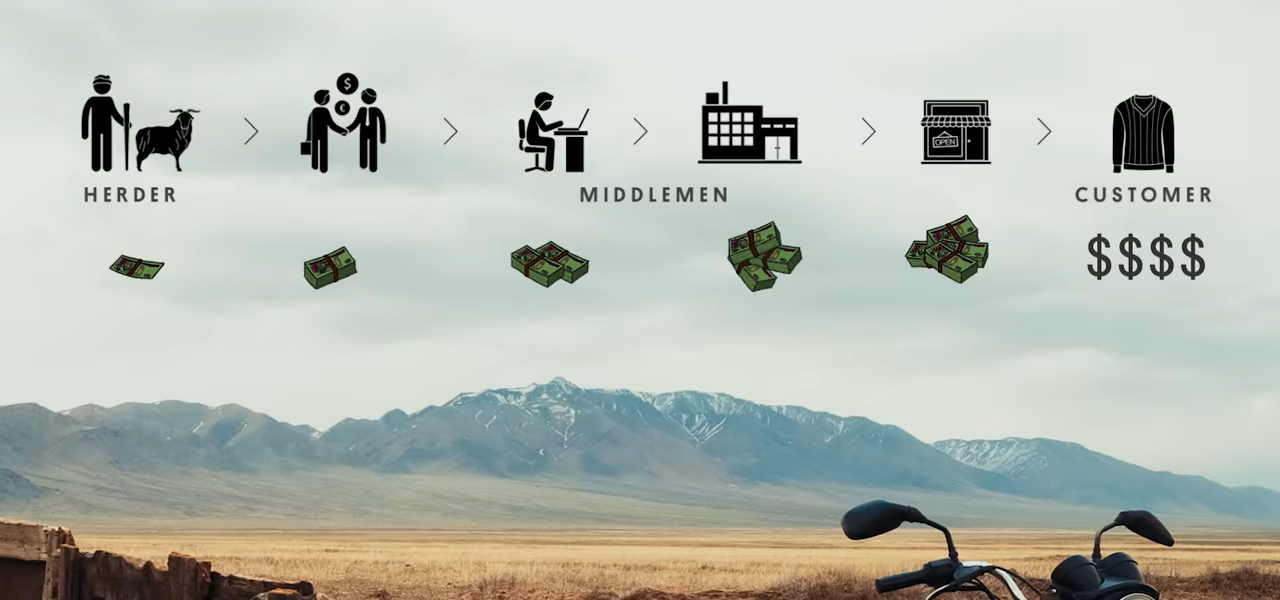 $
€
OPEN
HERDER
MIDDLEMEN
CUSTOMER
$$$$